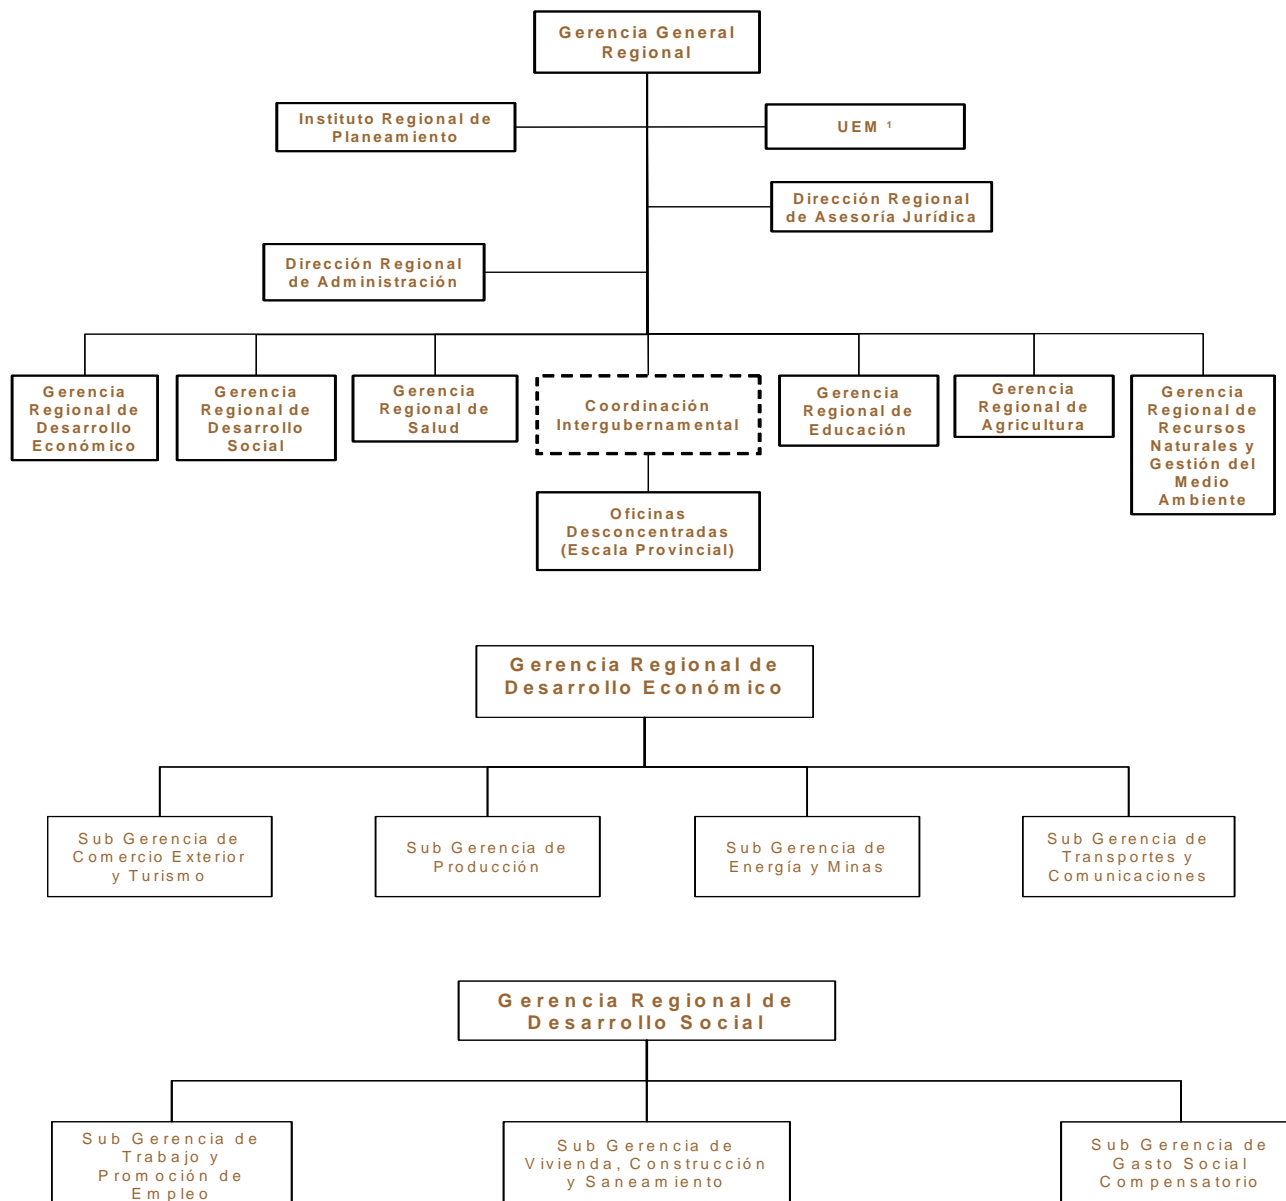 Gerencia General
Regional
Instituto Regional de
Planeamiento
UEM ¹
Dirección Regional
de Asesoría Jurídica
Dirección Regional
de Administración
Gerencia
Regional de
Desarrollo
Económico
Gerencia
Regional de
Desarrollo
Social
Gerencia
Regional de
Salud
Coordinación
Intergubernamental
Gerencia
Regional de
Educación
Gerencia
Regional de
Agricultura
Gerencia
Regional de
Recursos
Naturales y
Gestión del
Medio
Ambiente
Oficinas
Desconcentradas
(Escala Provincial)
Gerencia Regional de
Desarrollo Económico
Sub Gerencia de
Comercio Exterior
y Turismo
Sub Gerencia de
Producción
Sub Gerencia de
Energía y Minas
Sub Gerencia de
Transportes y
Comunicaciones
Gerencia Regional de
Desarrollo Social
Sub Gerencia de
Trabajo y
Promoción de
Empleo
Sub Gerencia de
Vivienda, Construcción
y Saneamiento
Sub Gerencia de
Gasto Social
Compensatorio